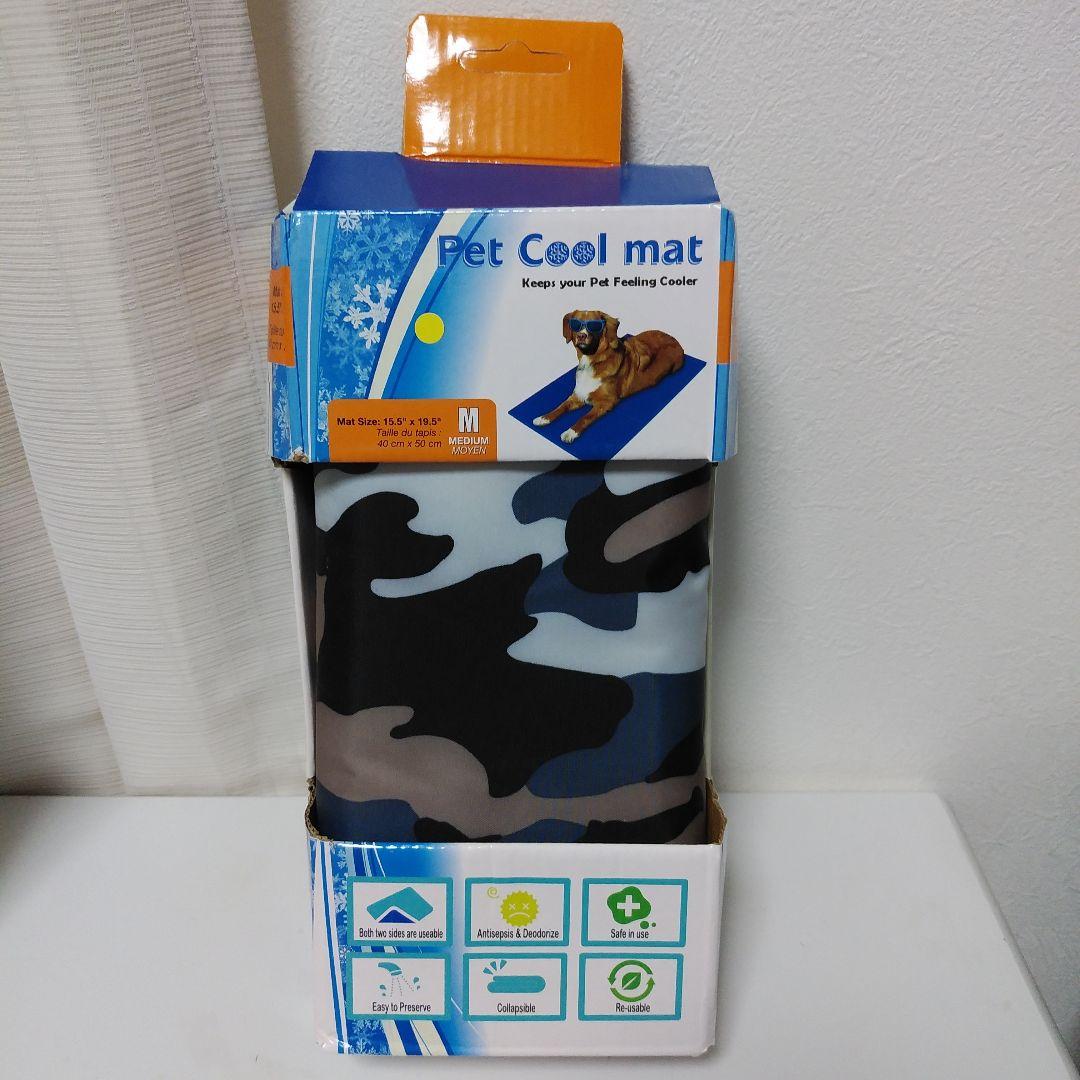 Pet Cool mat
Keeps your Pet Feeling Cooler
Mat Size: 15.5" x 19.5"
Taille du tapis :
40 cm x 50 cm
M
MEDIUM
MOYEN
Both two sides are useable
Antisepsis & Deodorize
Safe in use
Easy to Preserve
Collapsible
Re-usable